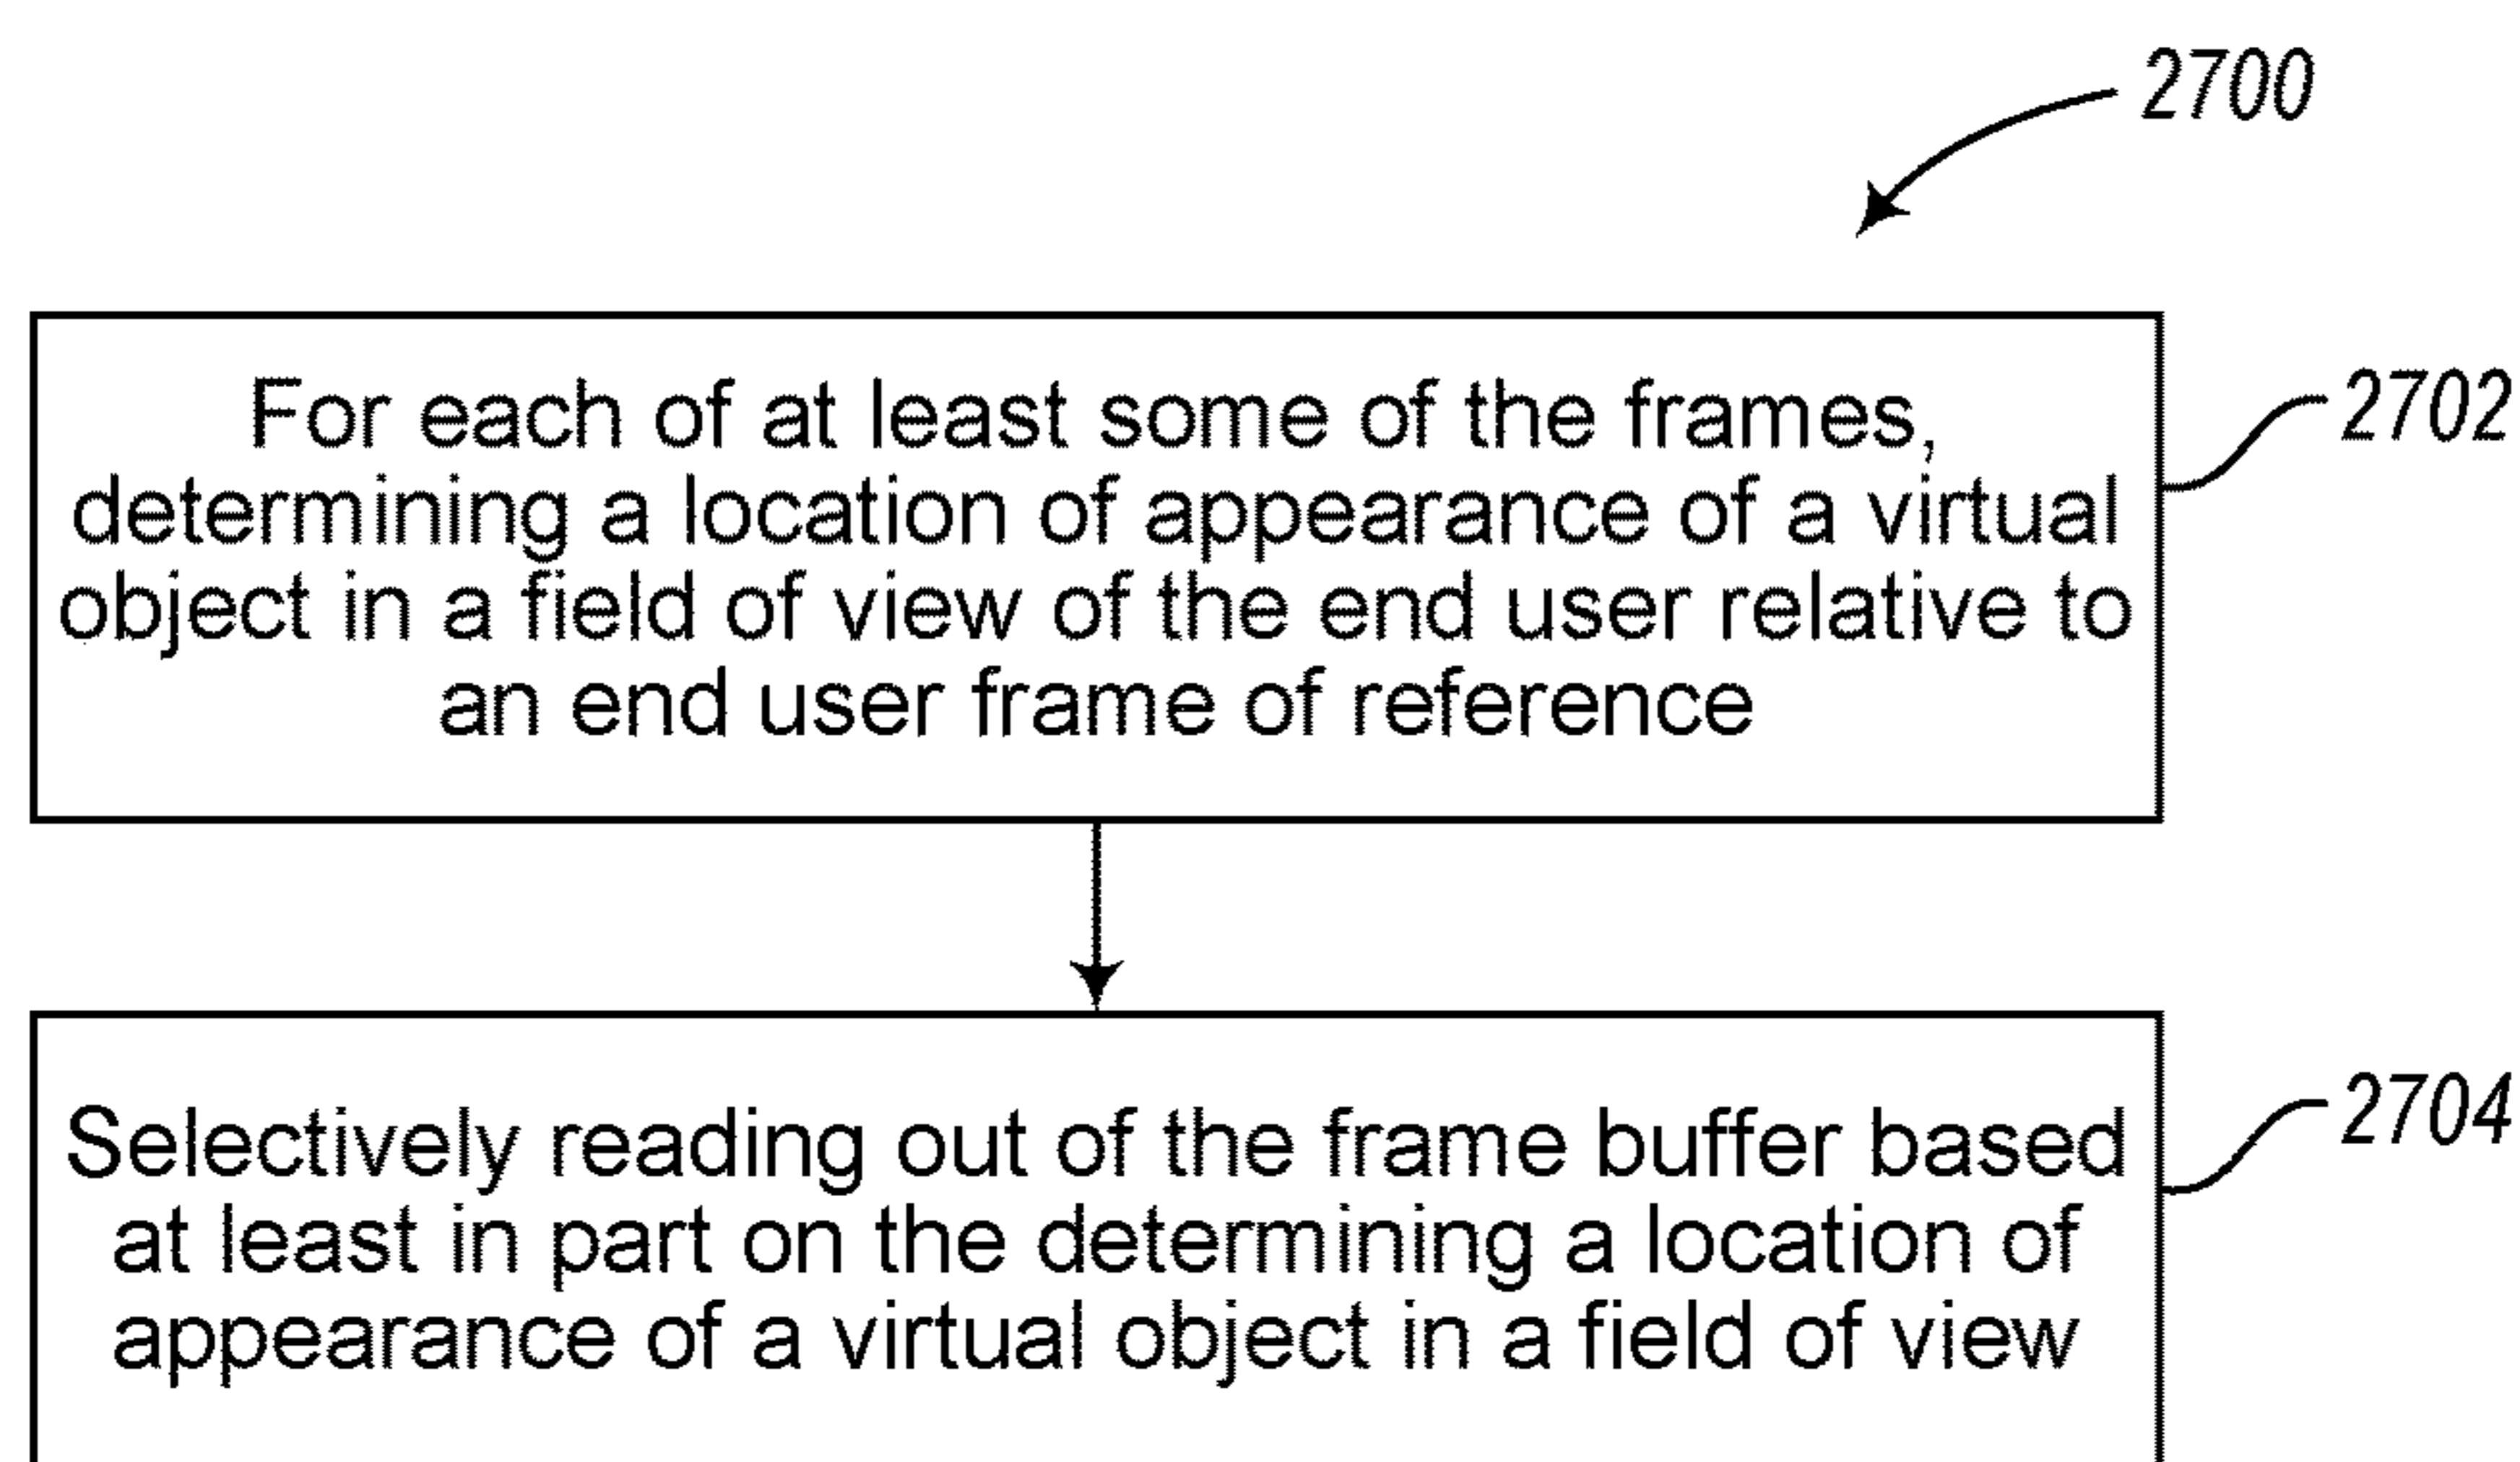 2700
For each of at least some of the frames,
determining a location of appearance of a virtual
object in a field of view of the end user relative to
an end user frame of reference
2702
Selectively reading out of the frame buffer based
at least in part on the determining a location of
appearance of a virtual object in a field of view
2704